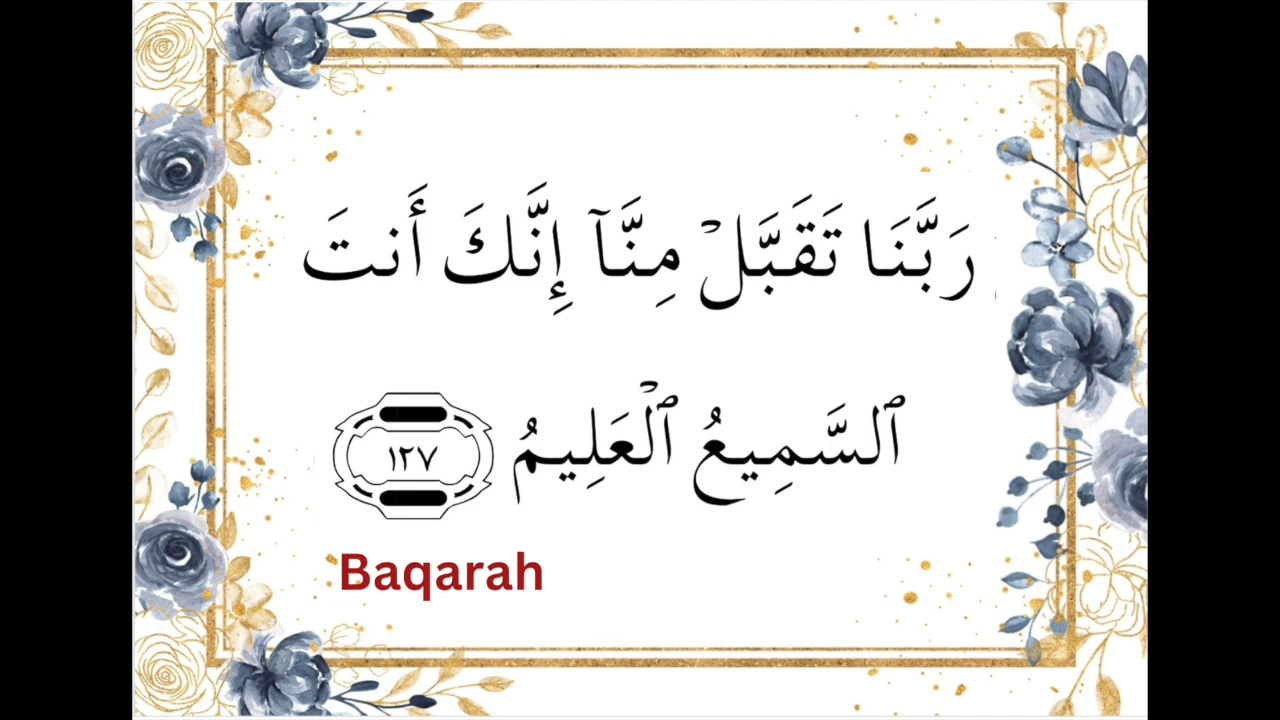 رَبَّنَا تَقَبَّلْ مِنَّآ إِنَّكَ أَنتَ
ٱلسَّمِيعُ ٱلْعَلِيمُ ١٢٧
Baqarah